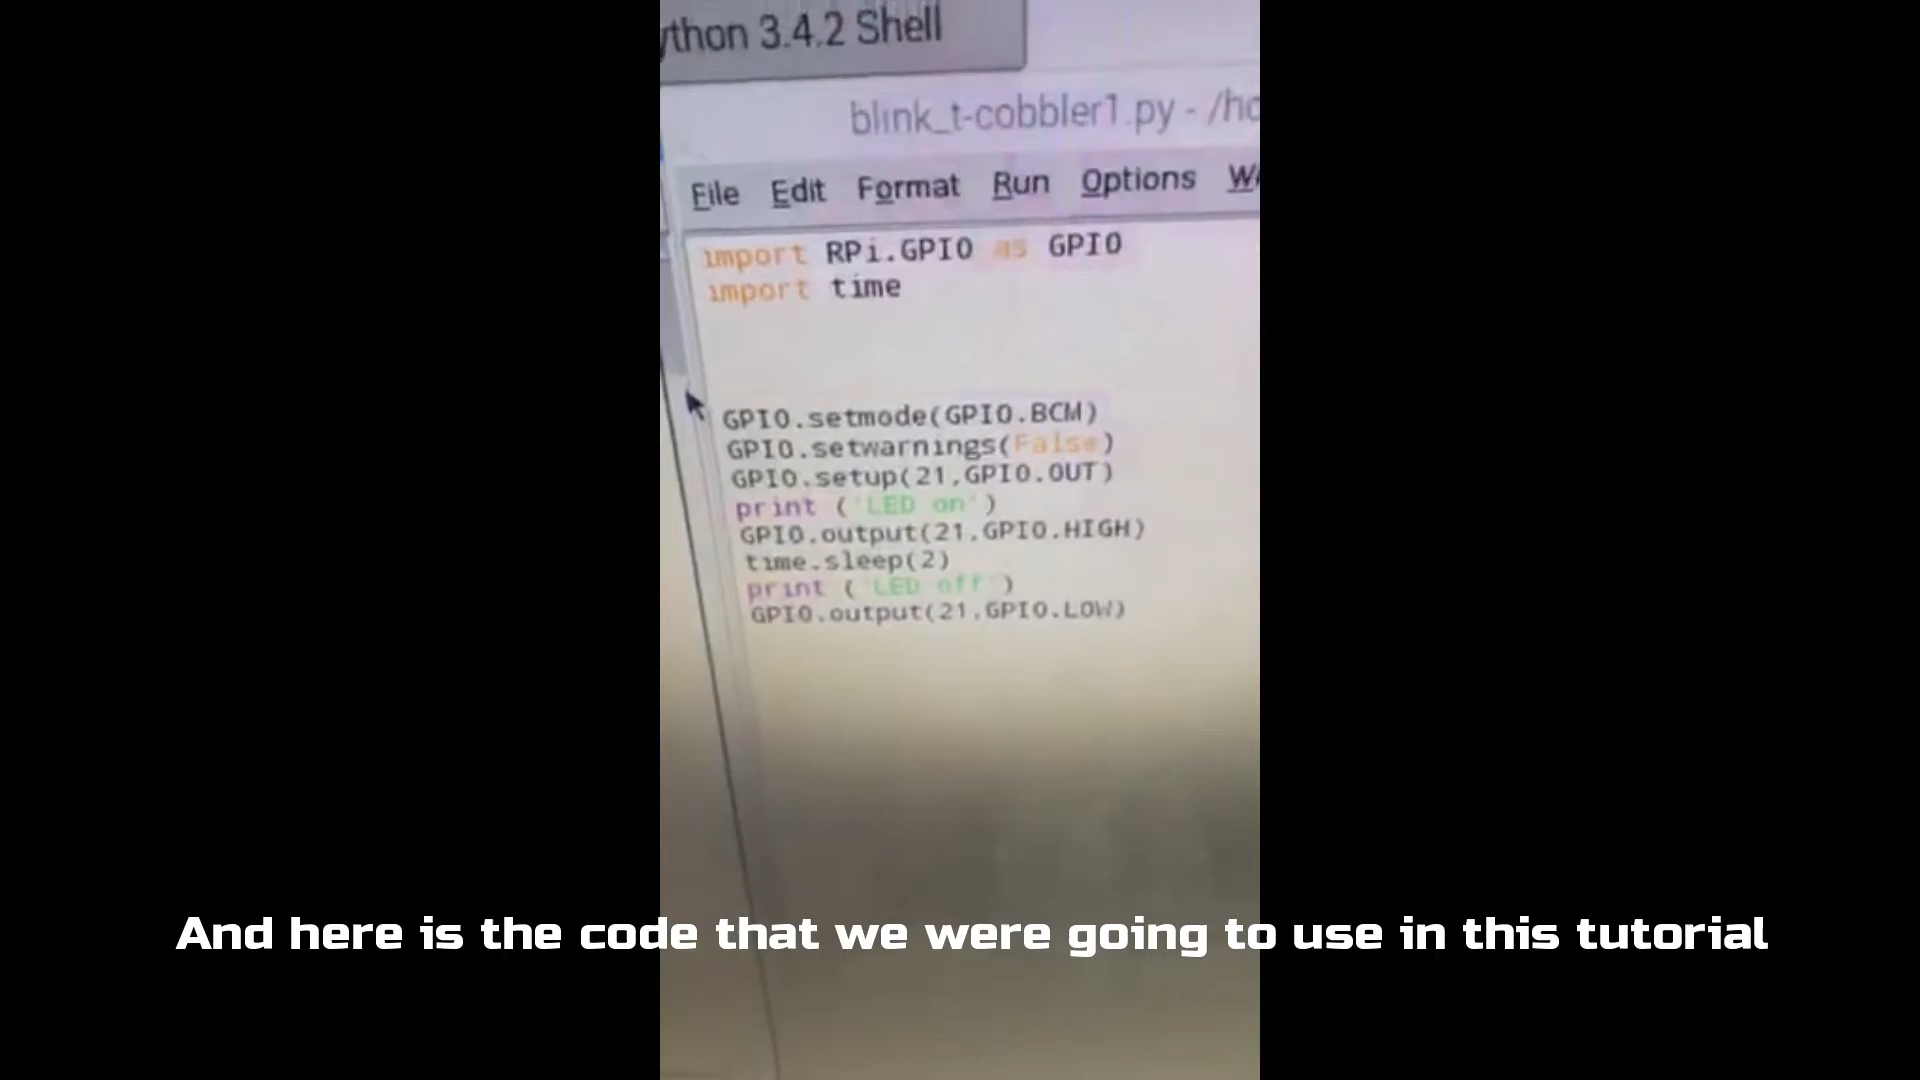 ython 3.4.2 Shell
blink_t-cobbler1.py - /ho
File Edit Format Run Options W
import RPi.GPIO as GPIO
import time
GPIO.setmode(GPIO.BCM)
GPIO.setwarnings(False)
GPIO.setup(21,GPIO.OUT)
print ('LED on')
GPIO.output(21,GPIO.HIGH)
time.sleep(2)
print ('LED off')
GPIO.output(21,GPIO.LOW)
And here is the code that we were going to use in this tutorial